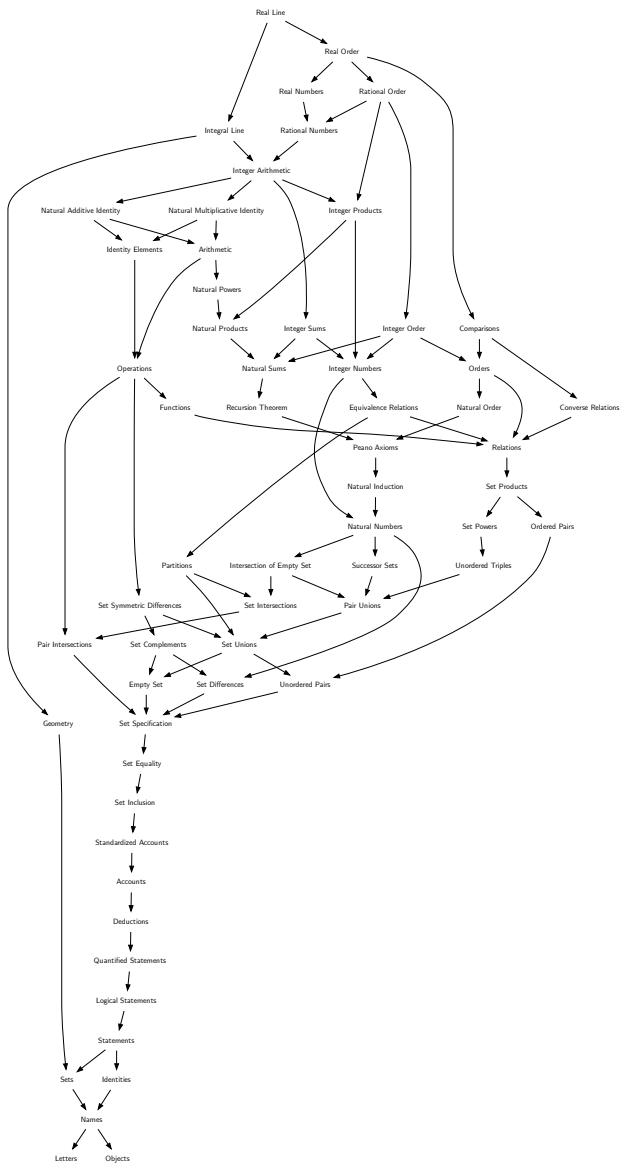 Real Line
Real Order
Real Numbers Rational Order
Integral Line Rational Numbers
Integer Arithmetic
Natural Additive Identity Natural Multiplicative Identity Integer Products
Identity Elements Arithmetic
Natural Powers
Natural Products Integer Sums Integer Order Comparisons
Operations Natural Sums Integer Numbers Orders
Functions Recursion Theorem Equivalence Relations Natural Order Converse Relations
Peano Axioms Relations
Natural Induction Set Products
Natural Numbers Set Powers Ordered Pairs
Partitions Intersection of Empty Set Successor Sets Unordered Triples
Set Symmetric Differences Set Intersections Pair Unions
Pair Intersections Set Complements Set Unions
Empty Set Set Differences Unordered Pairs
Geometry Set Specification
Set Equality
Set Inclusion
Standardized Accounts
Accounts
Deductions
Quantified Statements
Logical Statements
Statements
Sets Identities
Names
Letters Objects